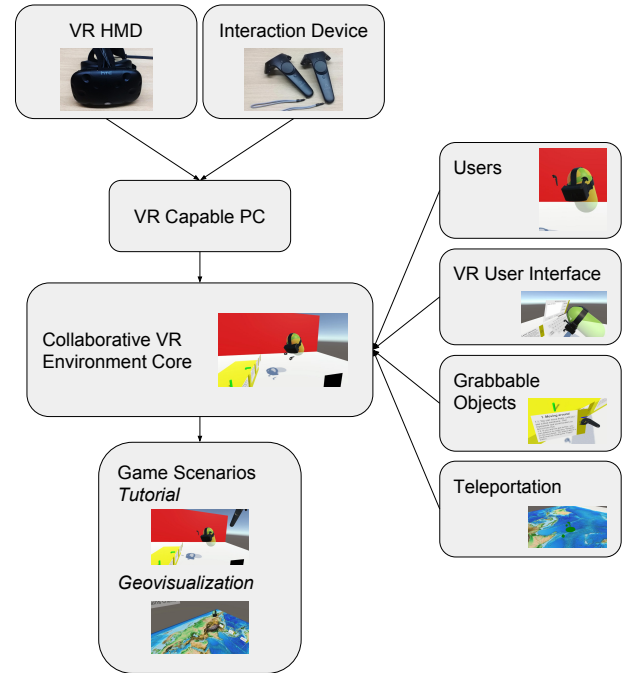 VR HMD
Interaction Device
VR Capable PC
Users
VR User Interface
Collaborative VR
Environment Core
Grabbable
Objects
Teleportation
Game Scenarios
Tutorial
Geovisualization